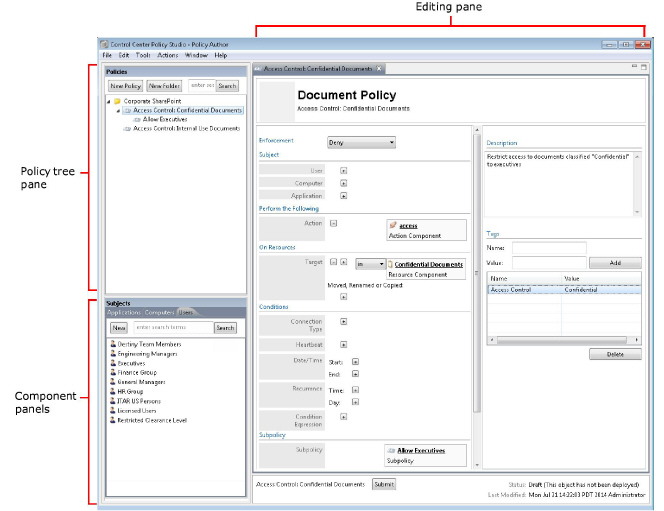 Editing pane
Control Center Policy Studio - Policy Author
File Edit Tools Actions Window Help
Policies
New Policy New Folder Search
Corporate SharePoint
Access Control: Confidential Documents
Allow Executives
Access Control: Internal Use Documents
Policy tree
pane
Subjects
Applications Computers Users
New enter search terms Search
Destiny Team Members
Engineering Managers
Executives
Finance Group
General Managers
HR Group
ITAR US Persons
Licensed Users
Restricted Clearance Level
Component
panels
Access Control: Confidential Documents
Document Policy
Access Control: Confidential Documents
Enforcement Deny
Subject
User
Computer
Application
Perform the Following
Action access
Action Component
On Resources
Target in Confidential Documents
Resource Component
Moved, Renamed or Copied:
Conditions
Connection
Type
Heartbeat
Date/Time Start:
End:
Recurrence Time:
Day:
Condition
Expression
Subpolicy
Subpolicy Allow Executives
Subpolicy
Description
Restrict access to documents classified "Confidential"
to executives
Tags
Name:
Value: Add
Name Value
Access Control Confidential
Delete
Access Control: Confidential Documents Submit
Status: Draft (This object has not been deployed)
Last Modified: Mon Jul 21 14:22:03 PDT 2014 Administrator